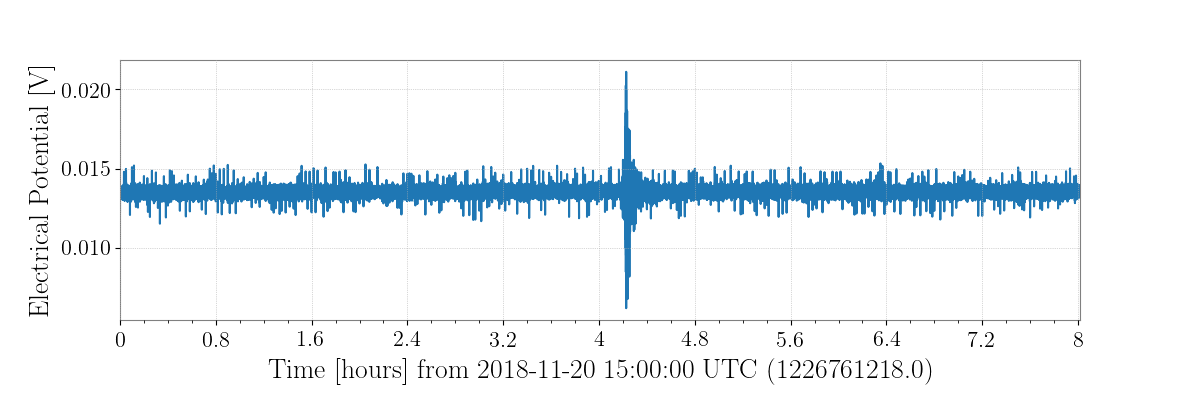 Electrical Potential [V]
0.020
0.015
0.010
0 0.8 1.6 2.4 3.2 4 4.8 5.6 6.4 7.2 8
Time [hours] from 2018-11-20 15:00:00 UTC (1226761218.0)